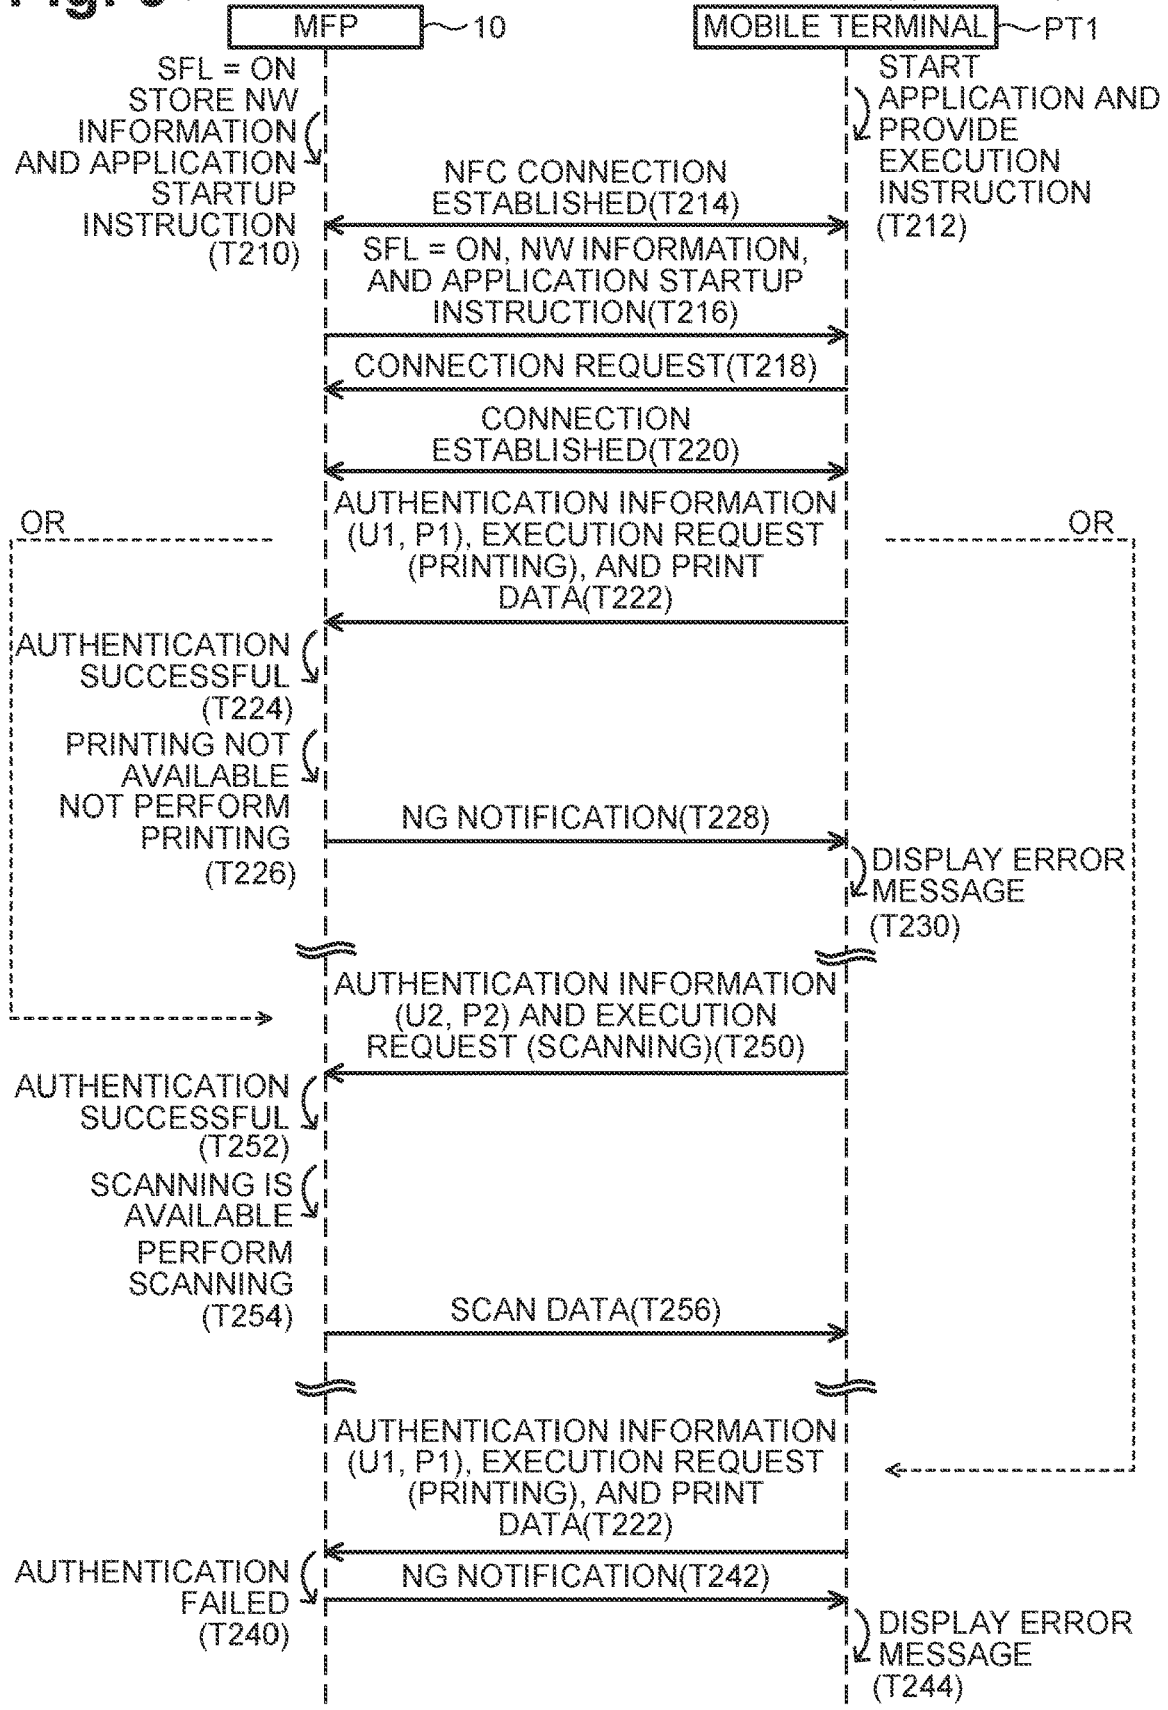 MFP
10
MOBILE TERMINAL
PT1
SFL = ON
STORE NW
INFORMATION
AND APPLICATION
STARTUP
INSTRUCTION
(T210)
START
APPLICATION AND
PROVIDE
EXECUTION
INSTRUCTION
(T212)
NFC CONNECTION
ESTABLISHED(T214)
SFL = ON, NW INFORMATION,
AND APPLICATION STARTUP
INSTRUCTION(T216)
CONNECTION REQUEST(T218)
CONNECTION
ESTABLISHED(T220)
OR
OR
AUTHENTICATION INFORMATION
(U1, P1), EXECUTION REQUEST
(PRINTING), AND PRINT
DATA(T222)
AUTHENTICATION
SUCCESSFUL
(T224)
PRINTING NOT
AVAILABLE
NOT PERFORM
PRINTING
(T226)
NG NOTIFICATION(T228)
DISPLAY ERROR
MESSAGE
(T230)
AUTHENTICATION INFORMATION
(U2, P2) AND EXECUTION
REQUEST (SCANNING)(T250)
AUTHENTICATION
SUCCESSFUL
(T252)
SCANNING IS
AVAILABLE
PERFORM
SCANNING
(T254)
SCAN DATA(T256)
AUTHENTICATION INFORMATION
(U1, P1), EXECUTION REQUEST
(PRINTING), AND PRINT
DATA(T222)
AUTHENTICATION
FAILED
(T240)
NG NOTIFICATION(T242)
DISPLAY ERROR
MESSAGE
(T244)